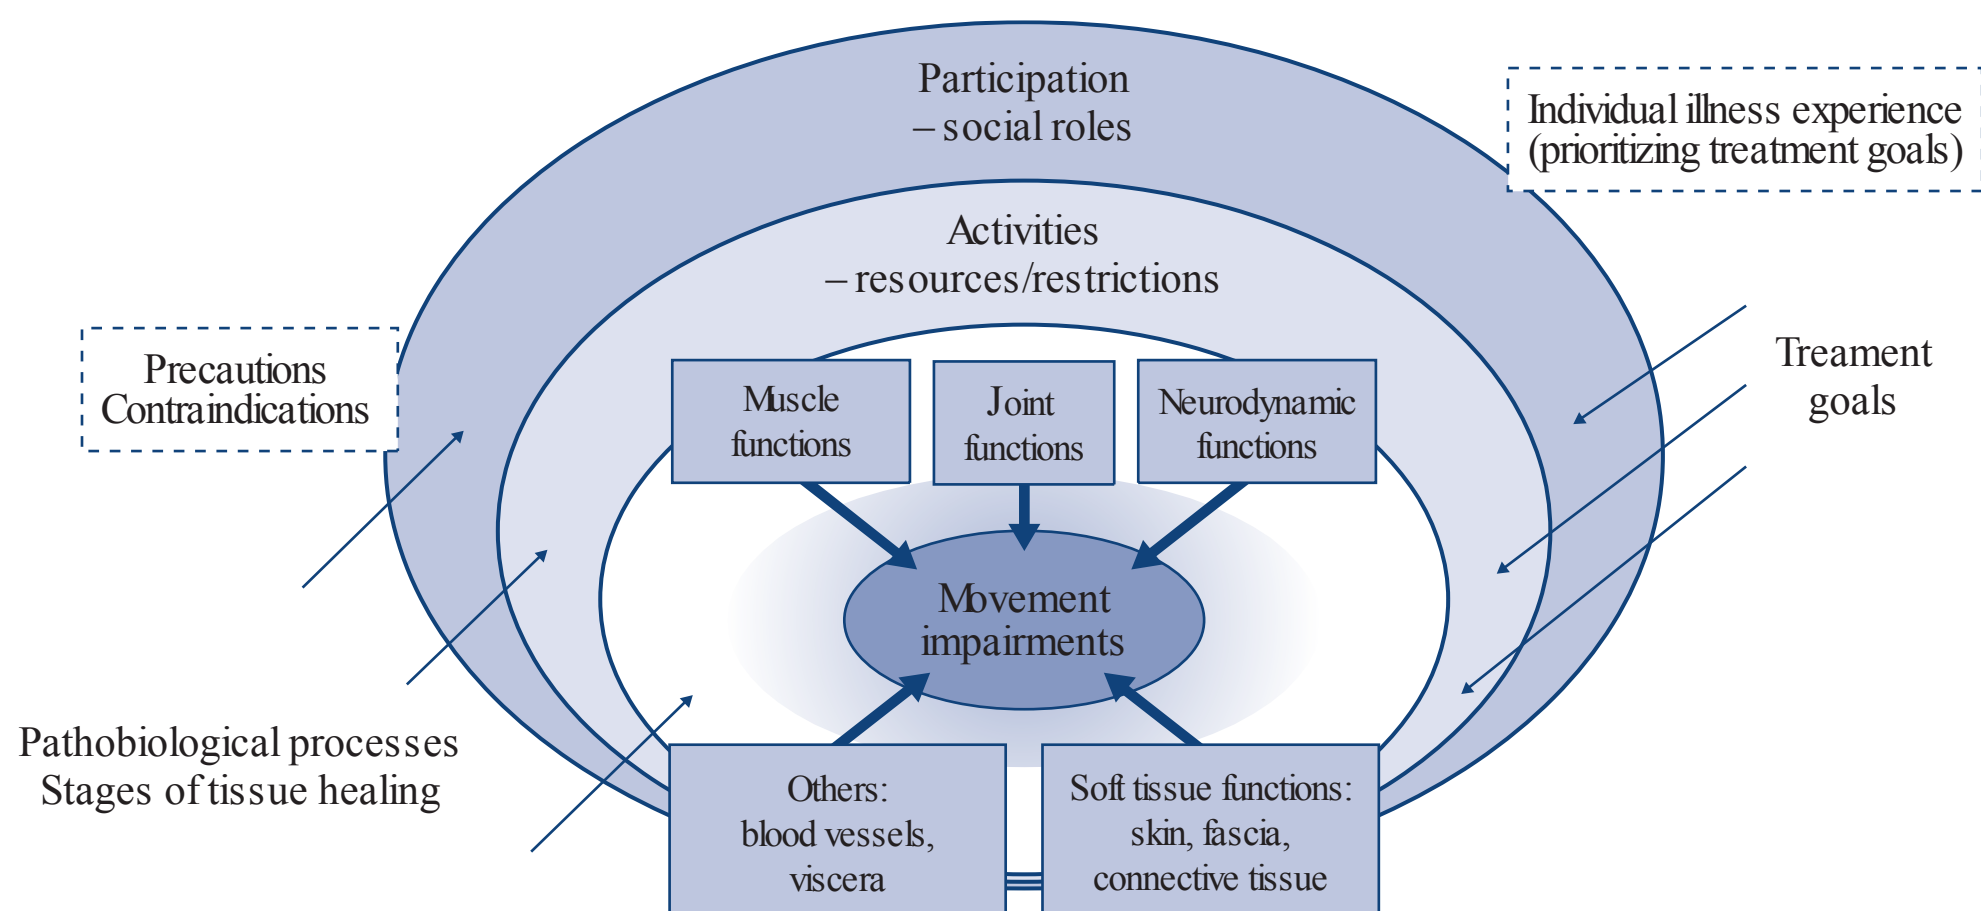 Participation
– social roles
Individual illness experience
(prioritizing treatment goals)
Activities
– resources/restrictions
Precautions
Contraindications
Treament
goals
Muscle
functions
Joint
functions
Neurodynamic
functions
Movement
impairments
Pathobiological processes
Stages of tissue healing
Others:
blood vessels,
viscera
Soft tissue functions:
skin, fascia,
connective tissue